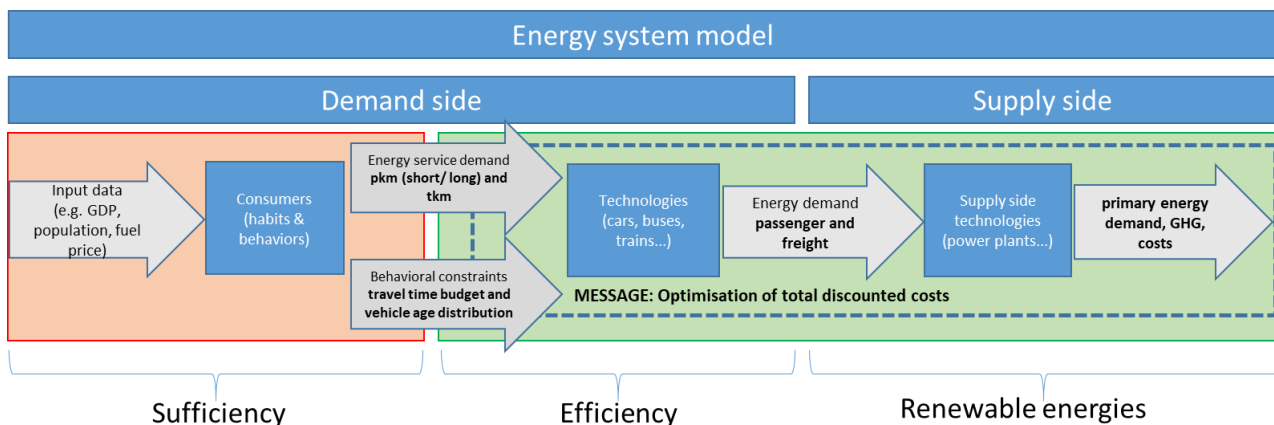 Energy system model
Demand side
Supply side
Input data
(e.g. GDP,
population, fuel
price)
Consumers
(habits &
behaviors)
Energy service demand
pkm (short/ long) and
tkm
Behavioral constraints
travel time budget and
vehicle age distribution
Technologies
(cars, buses,
trains...)
Energy demand
passenger and
freight
Supply side
technologies
(power plants...)
primary energy
demand, GHG,
costs
MESSAGE: Optimisation of total discounted costs
Sufficiency
Efficiency
Renewable energies